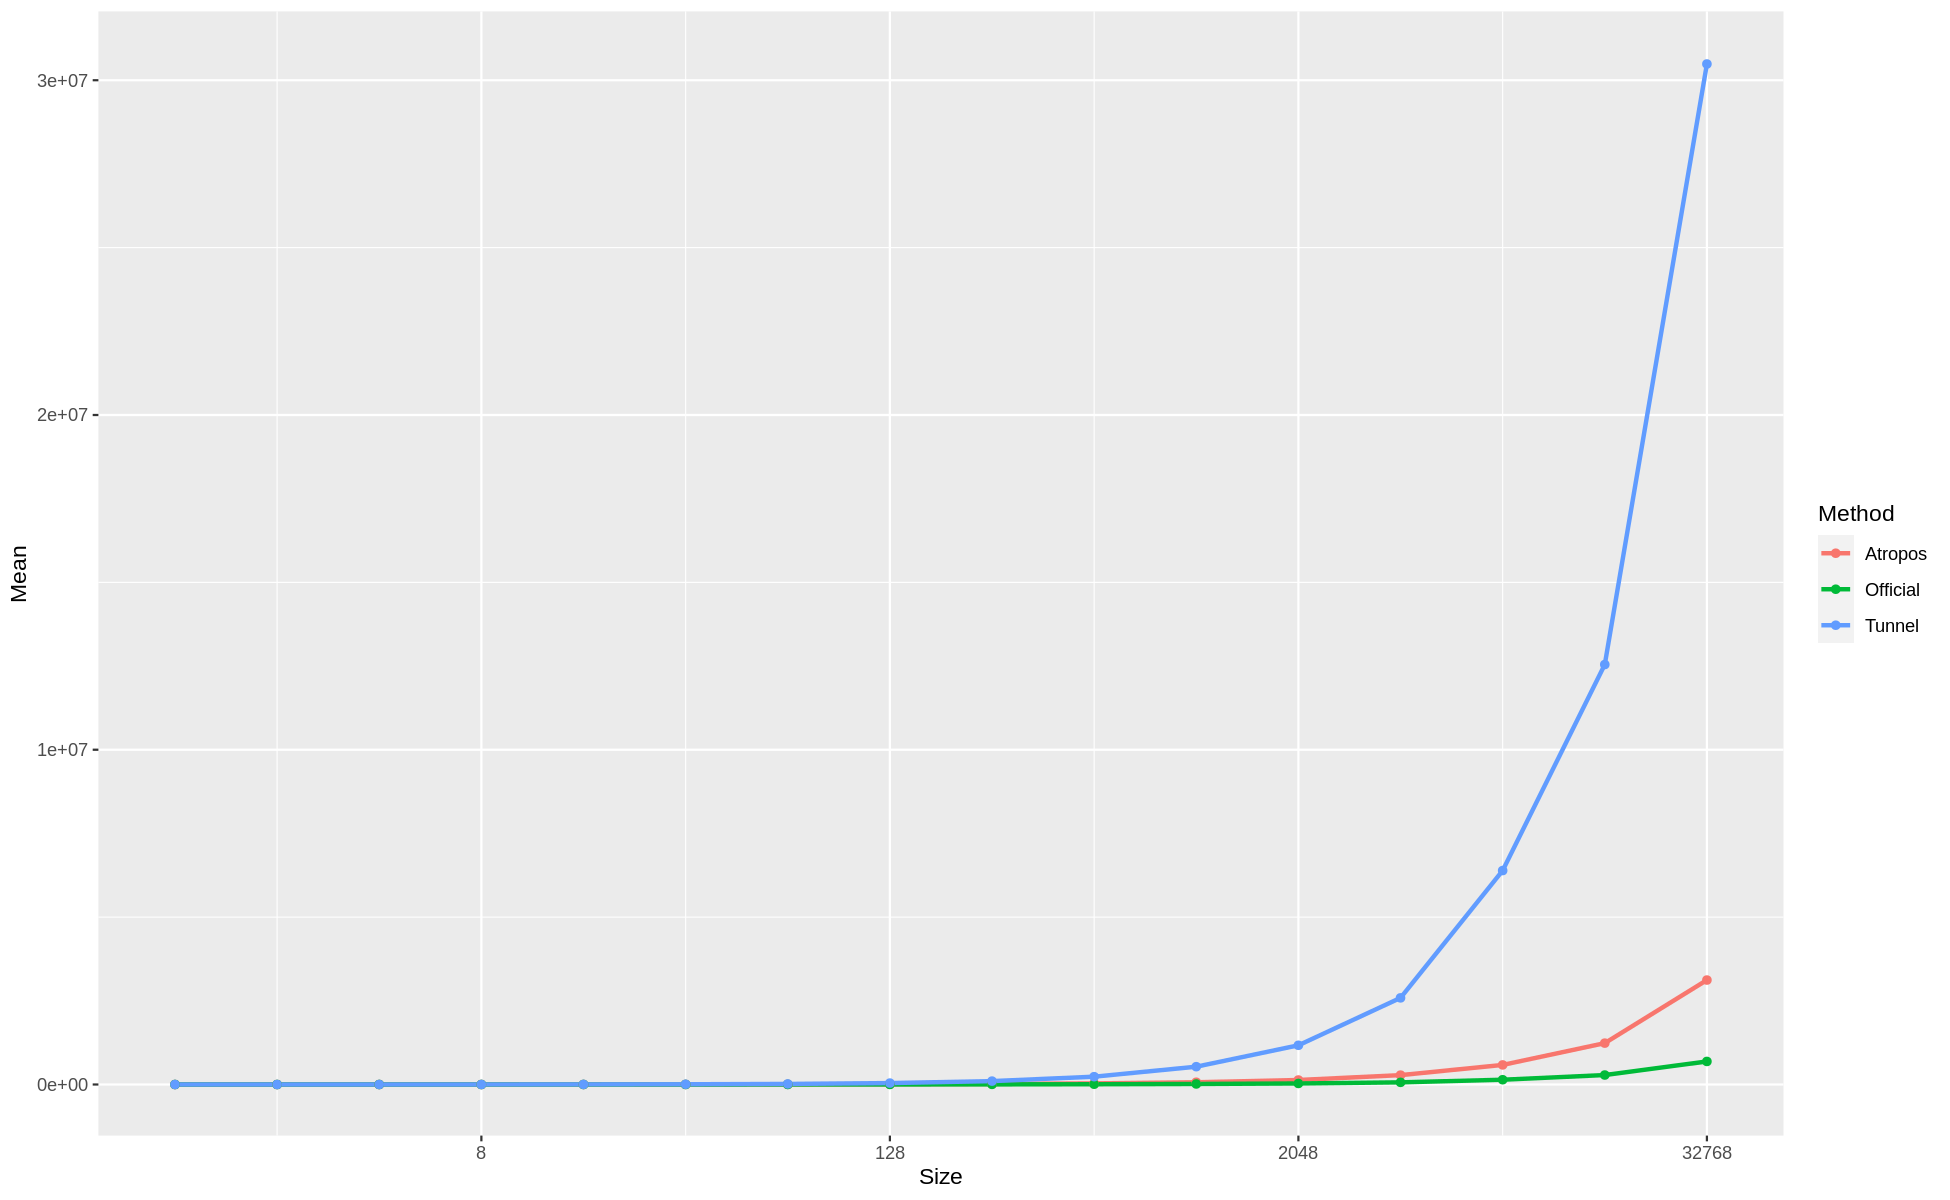 3e+07
2e+07
1e+07
0e+00
Mean
8
128
2048
32768
Size
Method
Atropos
Official
Tunnel